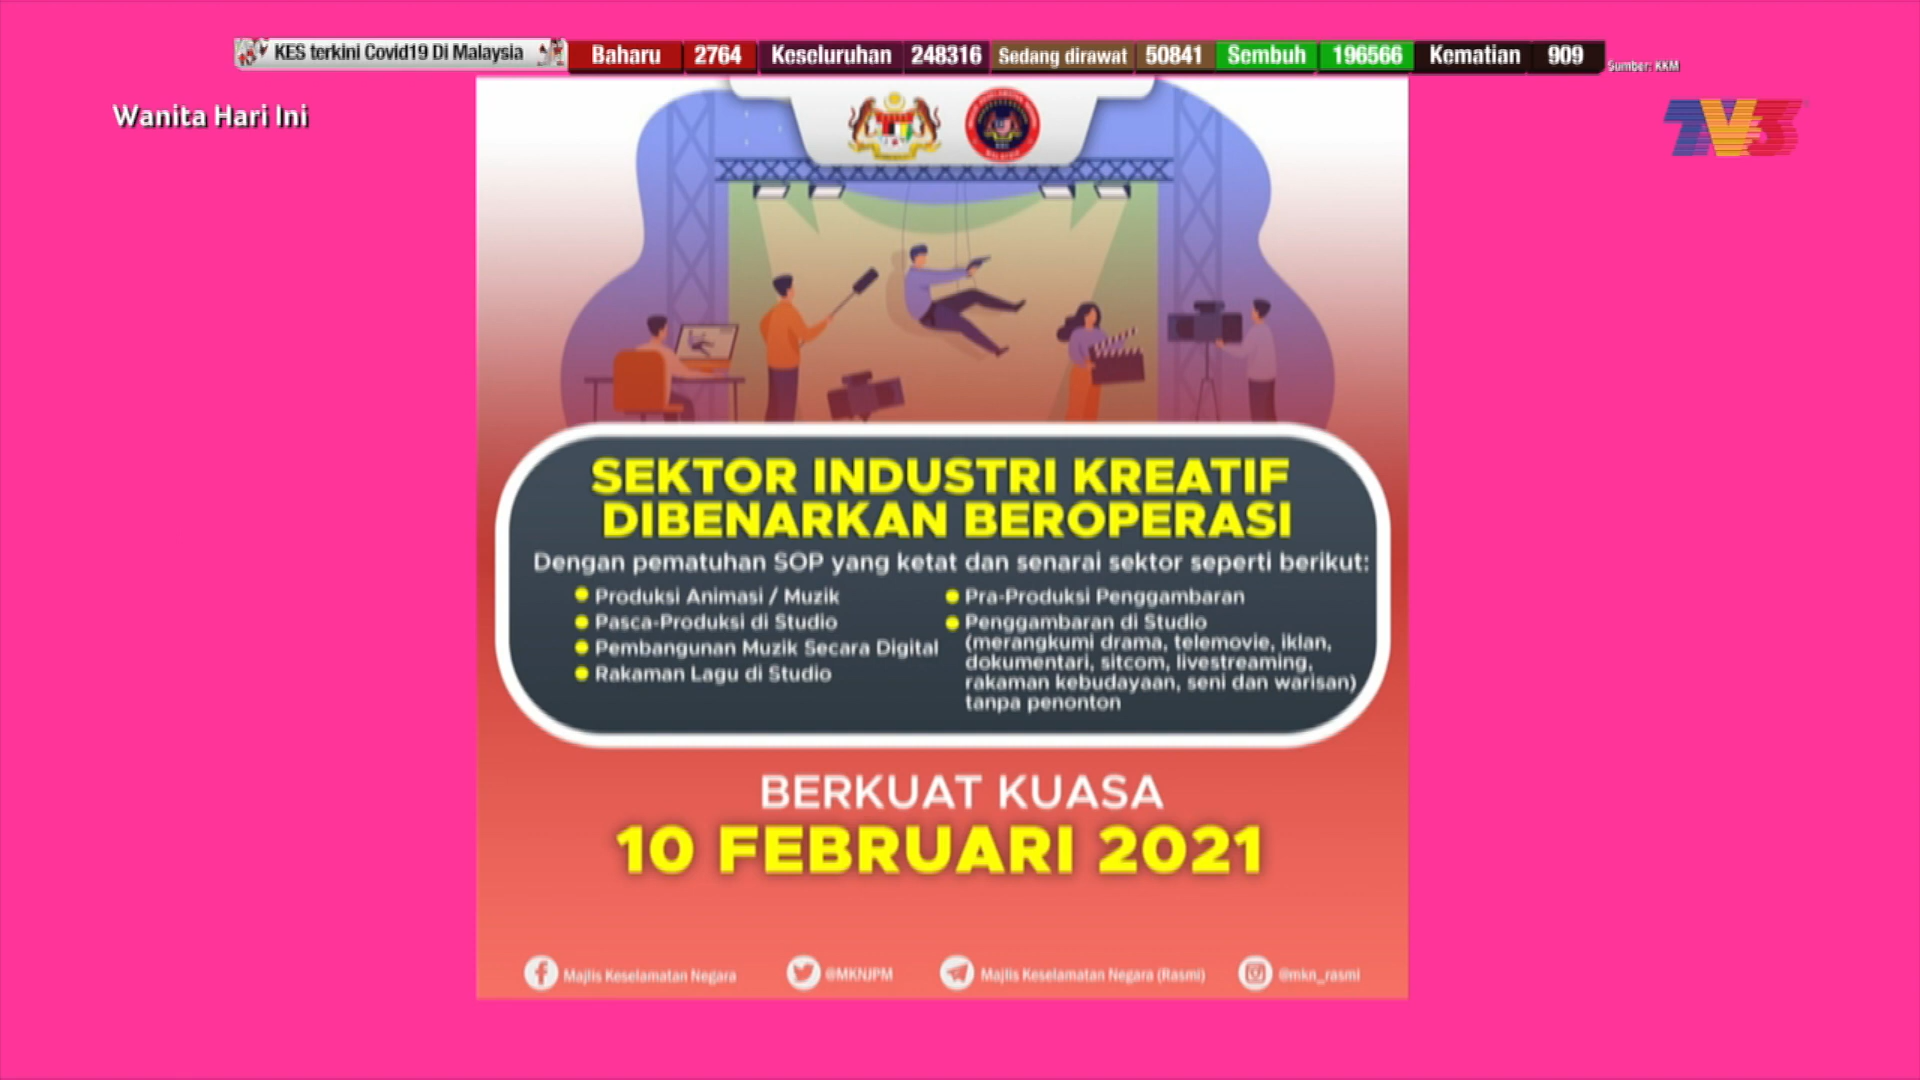 KES terkini Covid19 Di Malaysia Baharu 2764 Keseluruhan 248316 Sedang dirawat 50841 Sembuh 196566 Kematian 909 Sumber: KKM
Wanita Hari Ini
TV3
SEKTOR INDUSTRI KREATIF
DIBENARKAN BEROPERASI
Dengan pematuhan SOP yang ketat dan senarai sektor seperti berikut:
Produksi Animasi / Muzik
Pasca-Produksi di Studio
Pembangunan Muzik Secara Digital
Rakaman Lagu di Studio
Pra-Produksi Penggambaran
Penggambaran di Studio
(merangkumi drama, telemovie, iklan,
dokumentari, sitcom, livestreaming,
rakaman kebudayaan, seni dan warisan)
tanpa penonton
BERKUAT KUASA
10 FEBRUARI 2021
Majlis Keselamatan Negara @MKNJPM Majlis Keselamatan Negara (Rasmi) @mkn_rasmi